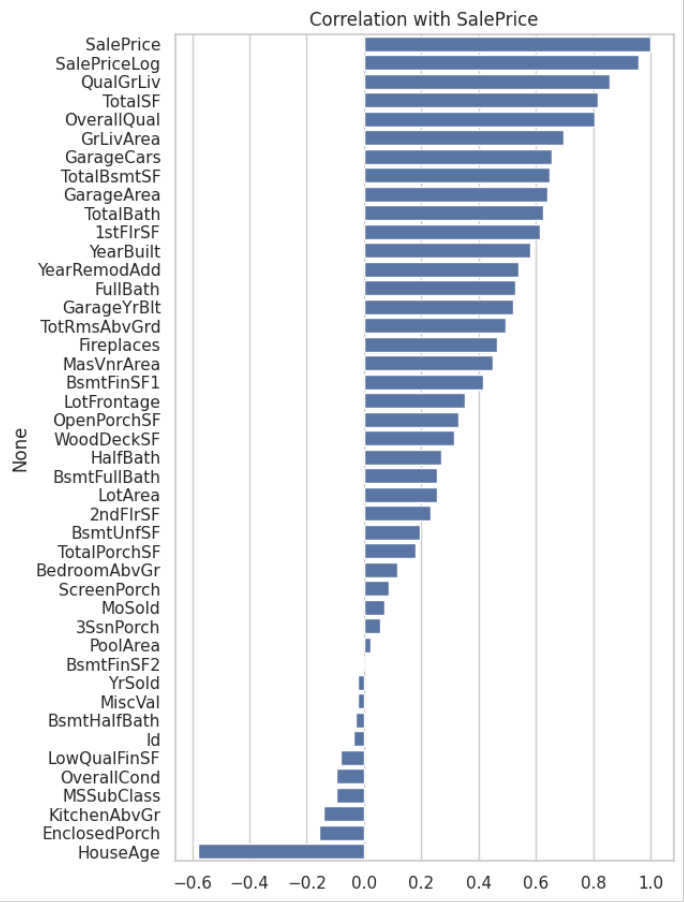 Correlation with SalePrice
SalePrice
SalePriceLog
QualGrLiv
TotalSF
OverallQual
GrLivArea
GarageCars
TotalBsmtSF
GarageArea
TotalBath
1stFlrSF
YearBuilt
YearRemodAdd
FullBath
GarageYrBlt
TotRmsAbvGrd
Fireplaces
MasVnrArea
BsmtFinSF1
LotFrontage
OpenPorchSF
WoodDeckSF
HalfBath
BsmtFullBath
LotArea
2ndFlrSF
BsmtUnfSF
TotalPorchSF
BedroomAbvGr
ScreenPorch
MoSold
3SsnPorch
PoolArea
BsmtFinSF2
YrSold
MiscVal
BsmtHalfBath
Id
LowQualFinSF
OverallCond
MSSubClass
KitchenAbvGr
EnclosedPorch
HouseAge
None
−0.6 −0.4 −0.2 0.0 0.2 0.4 0.6 0.8 1.0